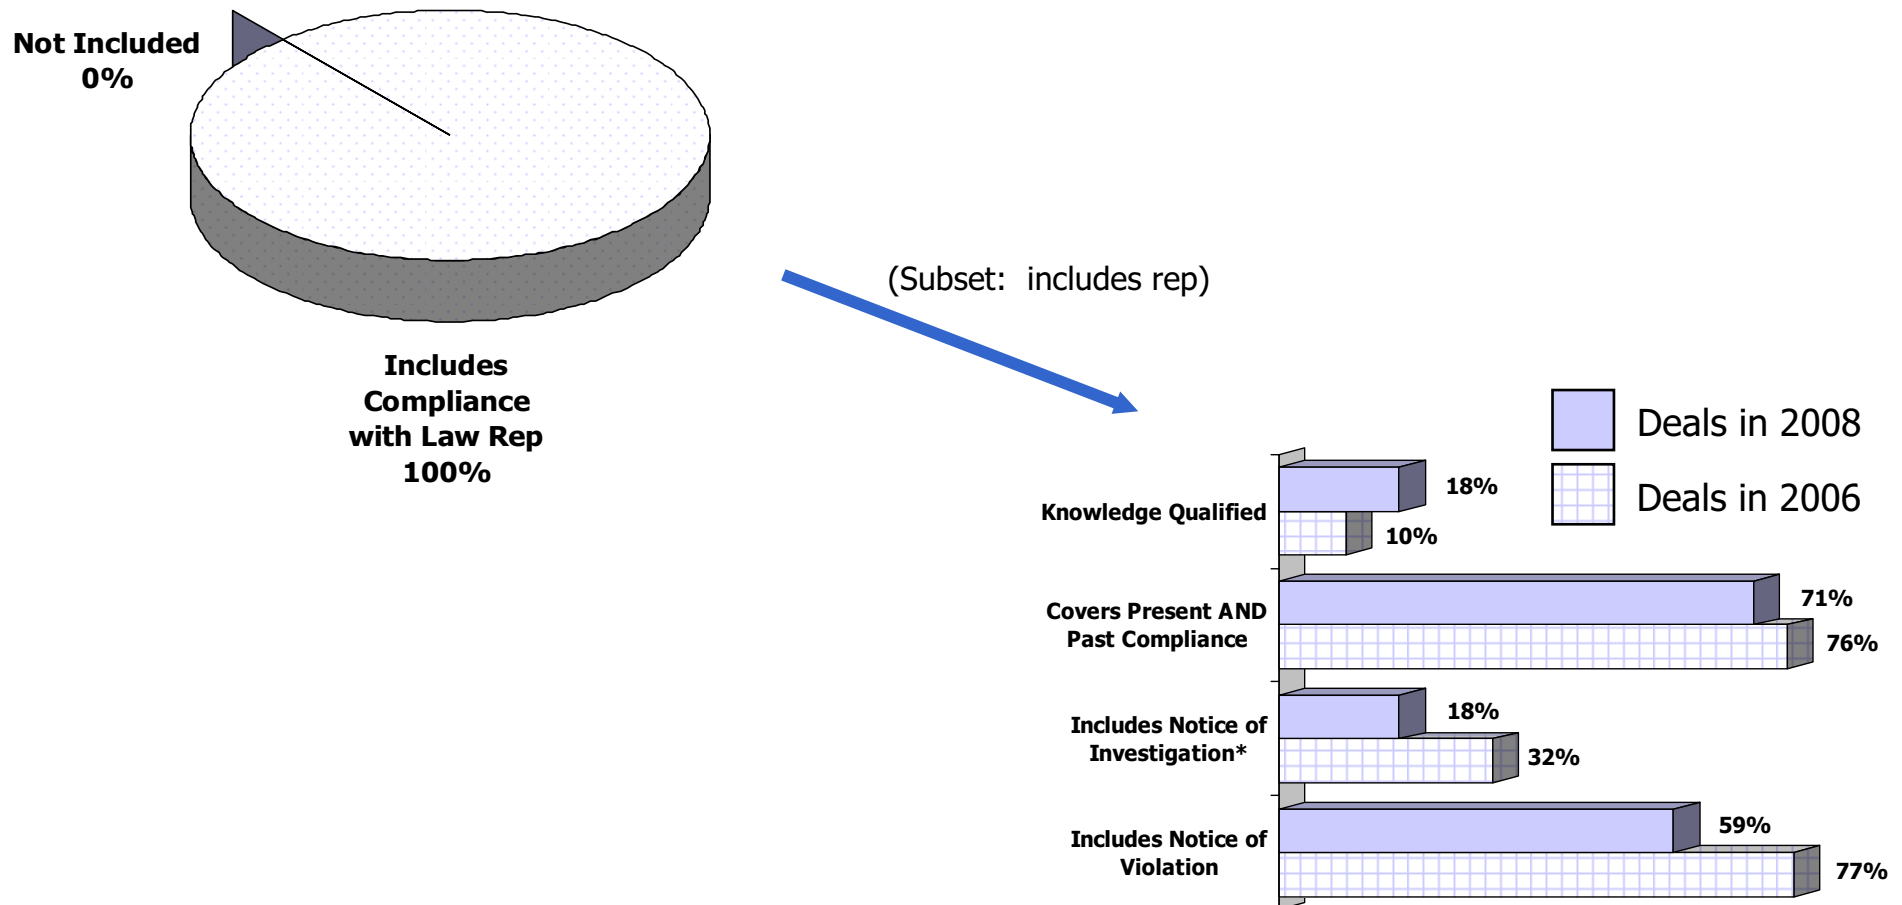 Not Included
0%
Includes
Compliance
with Law Rep
100%
(Subset:  includes rep)
Deals in 2008
Deals in 2006
Knowledge Qualified
18%
10%
Covers Present AND
Past Compliance
71%
76%
Includes Notice of
Investigation*
18%
32%
Includes Notice of
Violation
59%
77%